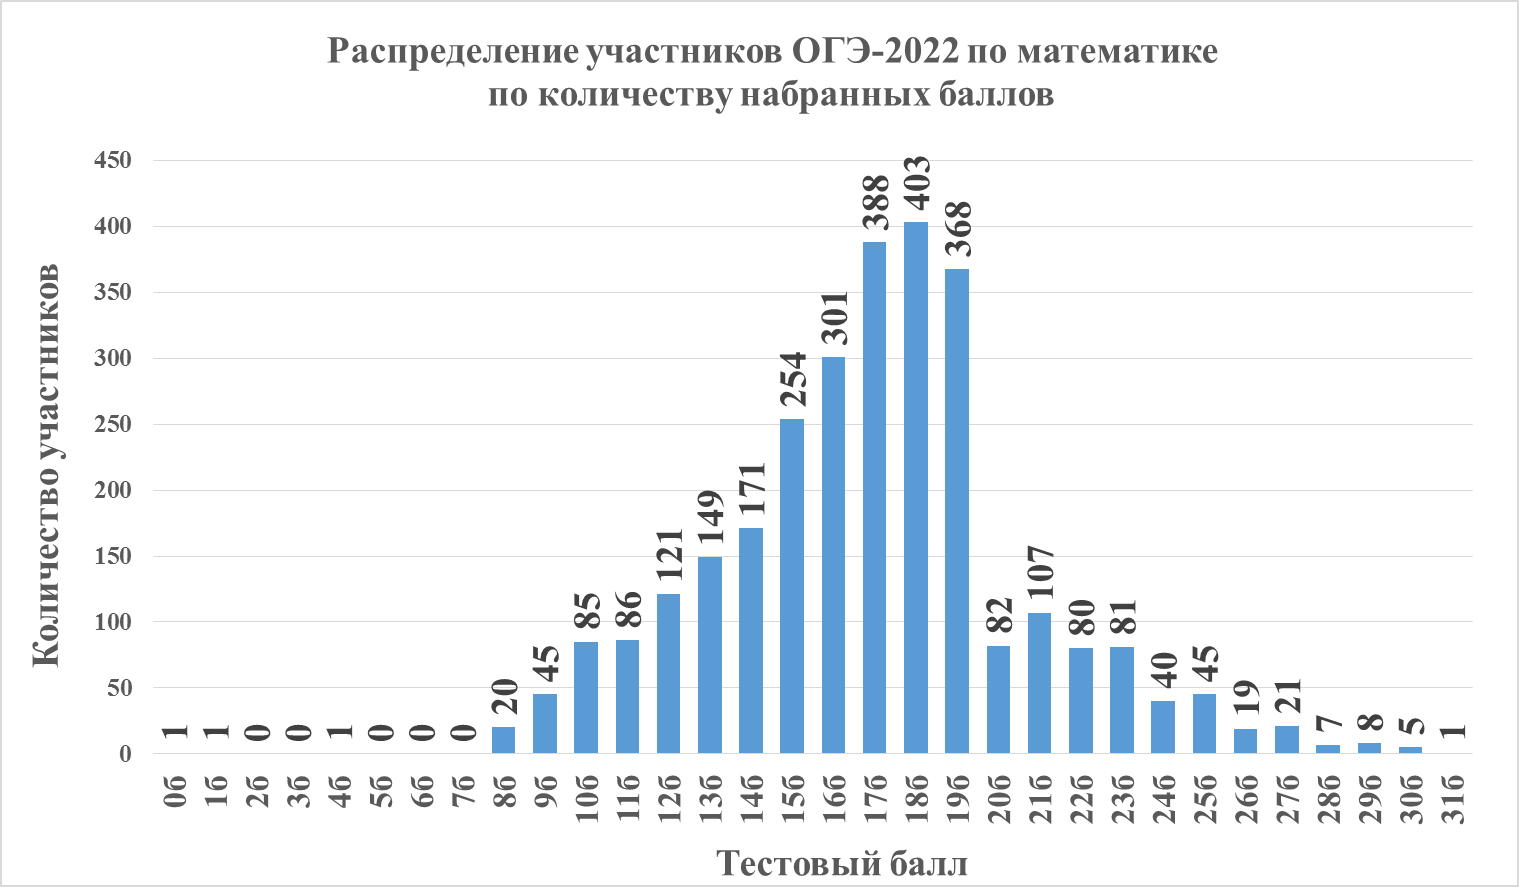 Распределение участников ОГЭ-2022 по математике
по количеству набранных баллов
Количество участников
450
400
350
300
250
200
150
100
50
0
1
1
0
0
1
0
0
0
20
45
85
86
121
149
171
254
301
388
403
368
82
107
80
81
40
45
19
21
7
8
5
1
0б
1б
2б
3б
4б
5б
6б
7б
8б
9б
10б
11б
12б
13б
14б
15б
16б
17б
18б
19б
20б
21б
22б
23б
24б
25б
26б
27б
28б
29б
30б
31б
Тестовый балл